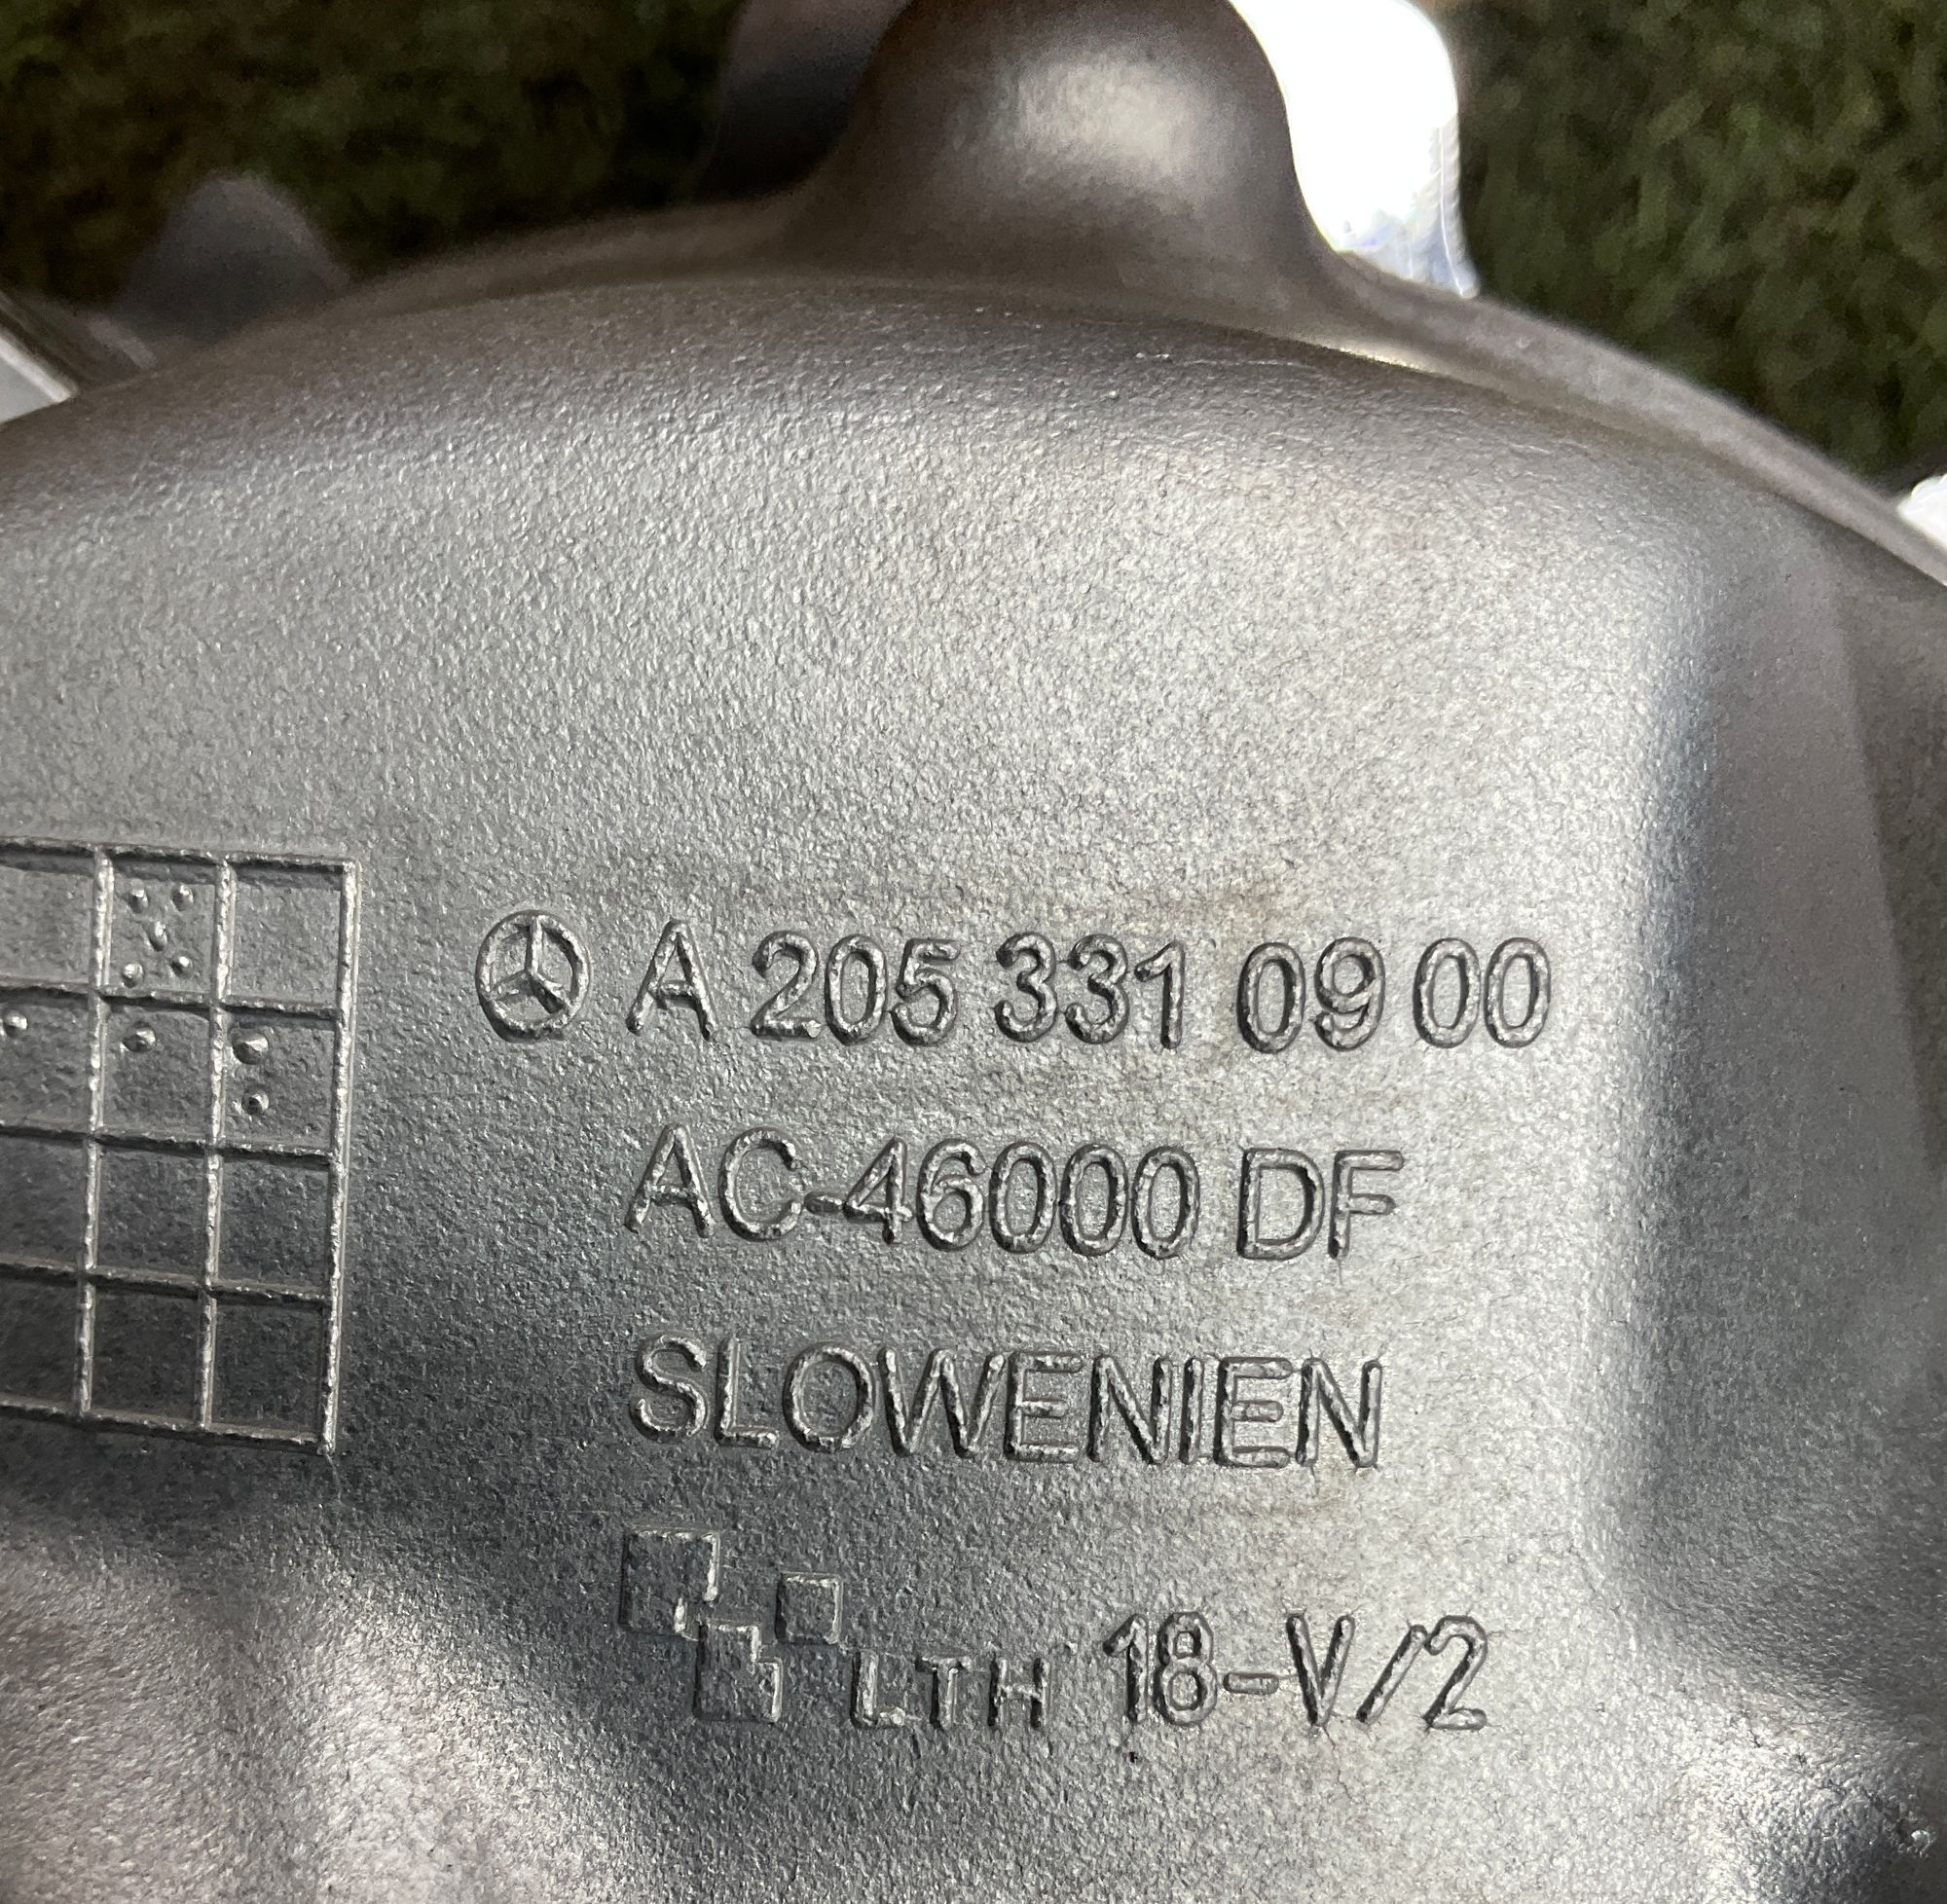 A 205 331 09 00
AC-46000 DF
SLOWENIEN
LTH 18-V/2